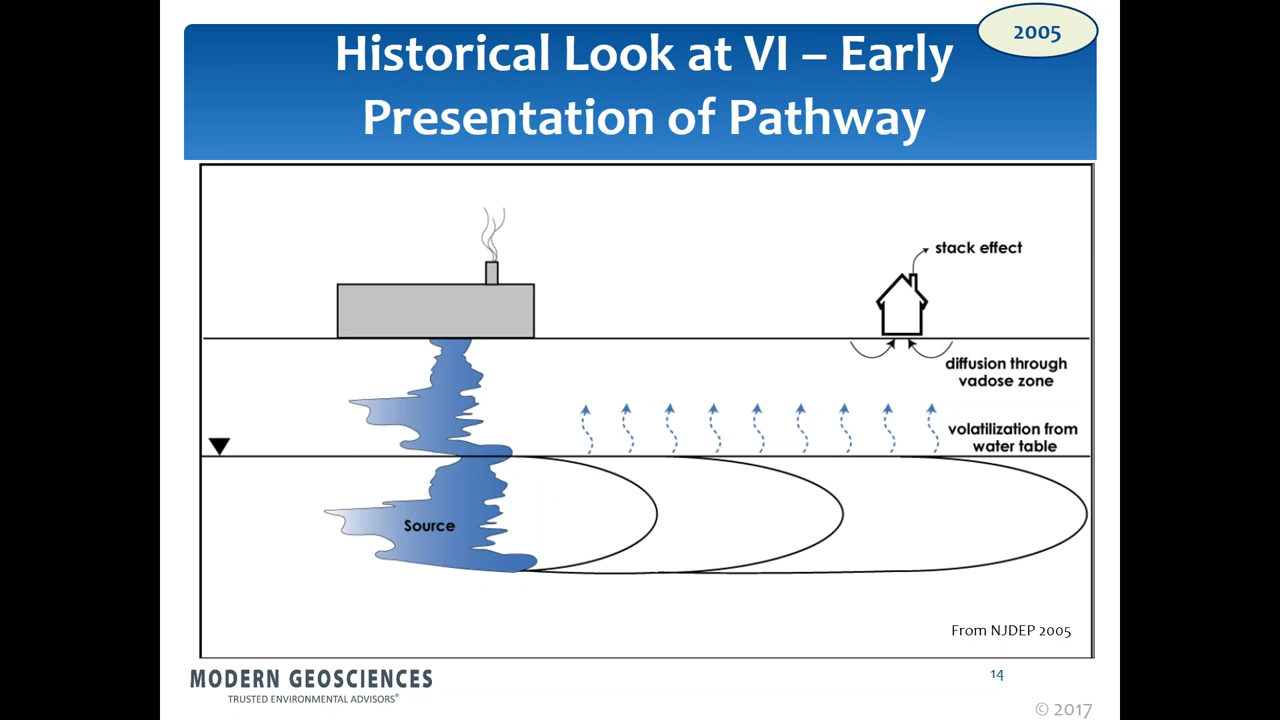 2005
Historical Look at VI – Early
Presentation of Pathway
stack effect
diffusion through
vadose zone
volatilization from
water table
Source
From NJDEP 2005
MODERN GEOSCIENCES
TRUSTED ENVIRONMENTAL ADVISORS®
14
© 2017